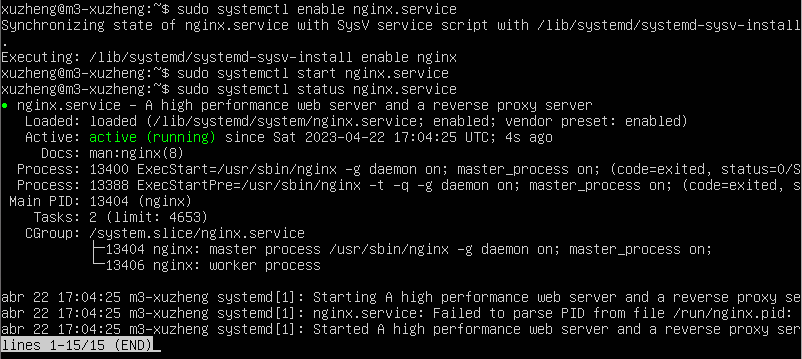 xuzheng@m3-xuzheng:~$ sudo systemctl enable nginx.service
Synchronizing state of nginx.service with SysV service script with /lib/systemd/systemd-sysv-install
.
Executing: /lib/systemd/systemd-sysv-install enable nginx
xuzheng@m3-xuzheng:~$ sudo systemctl start nginx.service
xuzheng@m3-xuzheng:~$ sudo systemctl status nginx.service
● nginx.service - A high performance web server and a reverse proxy server
Loaded: loaded (/lib/systemd/system/nginx.service; enabled; vendor preset: enabled)
Active: active (running) since Sat 2023-04-22 17:04:25 UTC; 4s ago
Docs: man:nginx(8)
Process: 13400 ExecStart=/usr/sbin/nginx -g daemon on; master_process on; (code=exited, status=0/S
Process: 13388 ExecStartPre=/usr/sbin/nginx -t -q -g daemon on; master_process on; (code=exited, s
Main PID: 13404 (nginx)
Tasks: 2 (limit: 4653)
CGroup: /system.slice/nginx.service
├─13404 nginx: master process /usr/sbin/nginx -g daemon on; master_process on;
└─13406 nginx: worker process
abr 22 17:04:25 m3-xuzheng systemd[1]: Starting A high performance web server and a reverse proxy se
abr 22 17:04:25 m3-xuzheng systemd[1]: nginx.service: Failed to parse PID from file /run/nginx.pid:
abr 22 17:04:25 m3-xuzheng systemd[1]: Started A high performance web server and a reverse proxy ser
lines 1-15/15 (END)